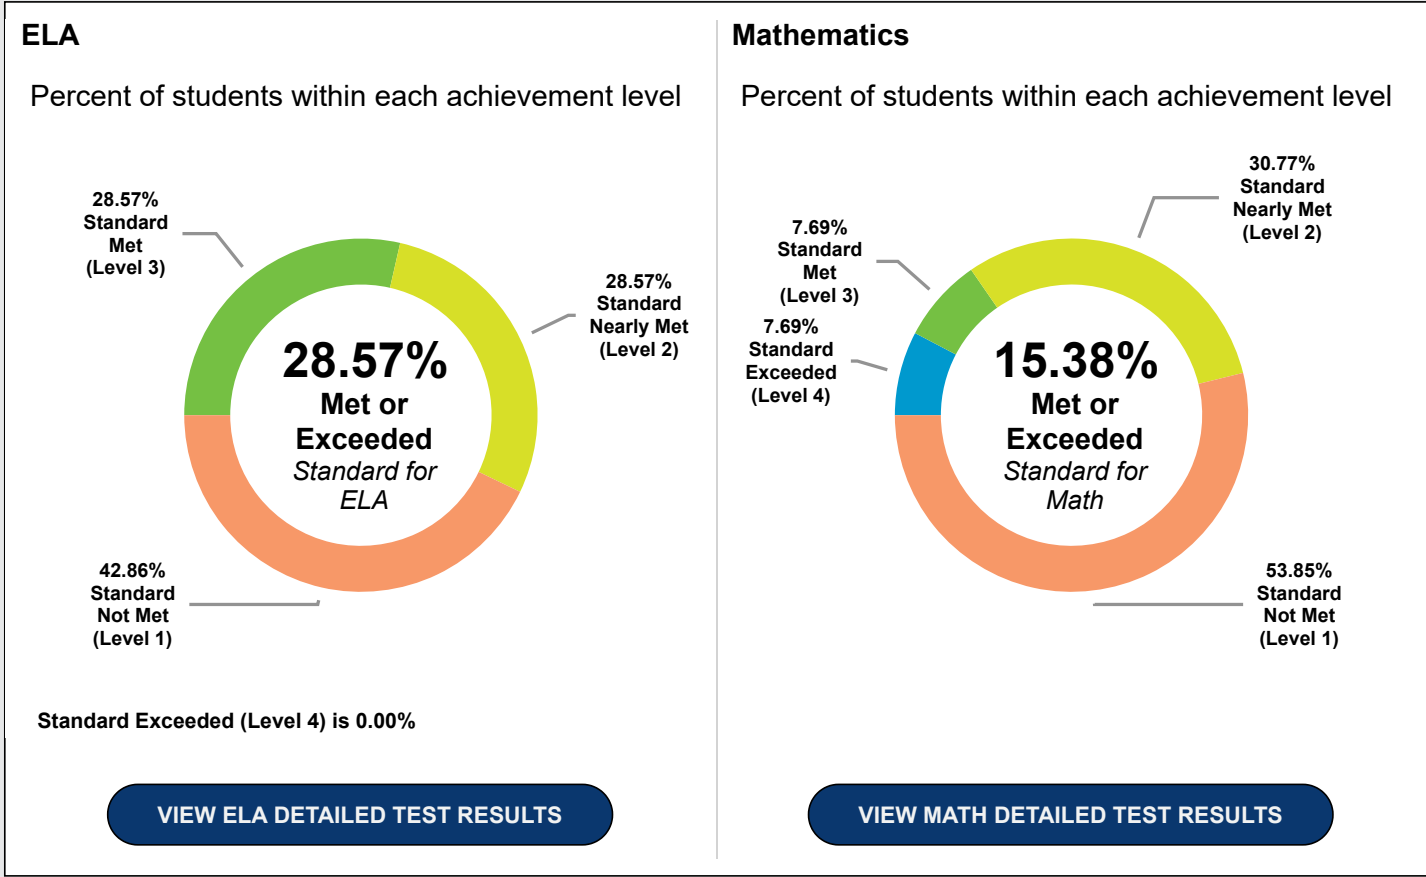 ELA
Percent of students within each achievement level
28.57%
Standard
Met
(Level 3)
28.57%
Standard
Nearly Met
(Level 2)
28.57%
Met or
Exceeded
Standard for
ELA
42.86%
Standard
Not Met
(Level 1)
Standard Exceeded (Level 4) is 0.00%
VIEW ELA DETAILED TEST RESULTS
Mathematics
Percent of students within each achievement level
30.77%
Standard
Nearly Met
(Level 2)
7.69%
Standard
Met
(Level 3)
7.69%
Standard
Exceeded
(Level 4)
15.38%
Met or
Exceeded
Standard for
Math
53.85%
Standard
Not Met
(Level 1)
VIEW MATH DETAILED TEST RESULTS